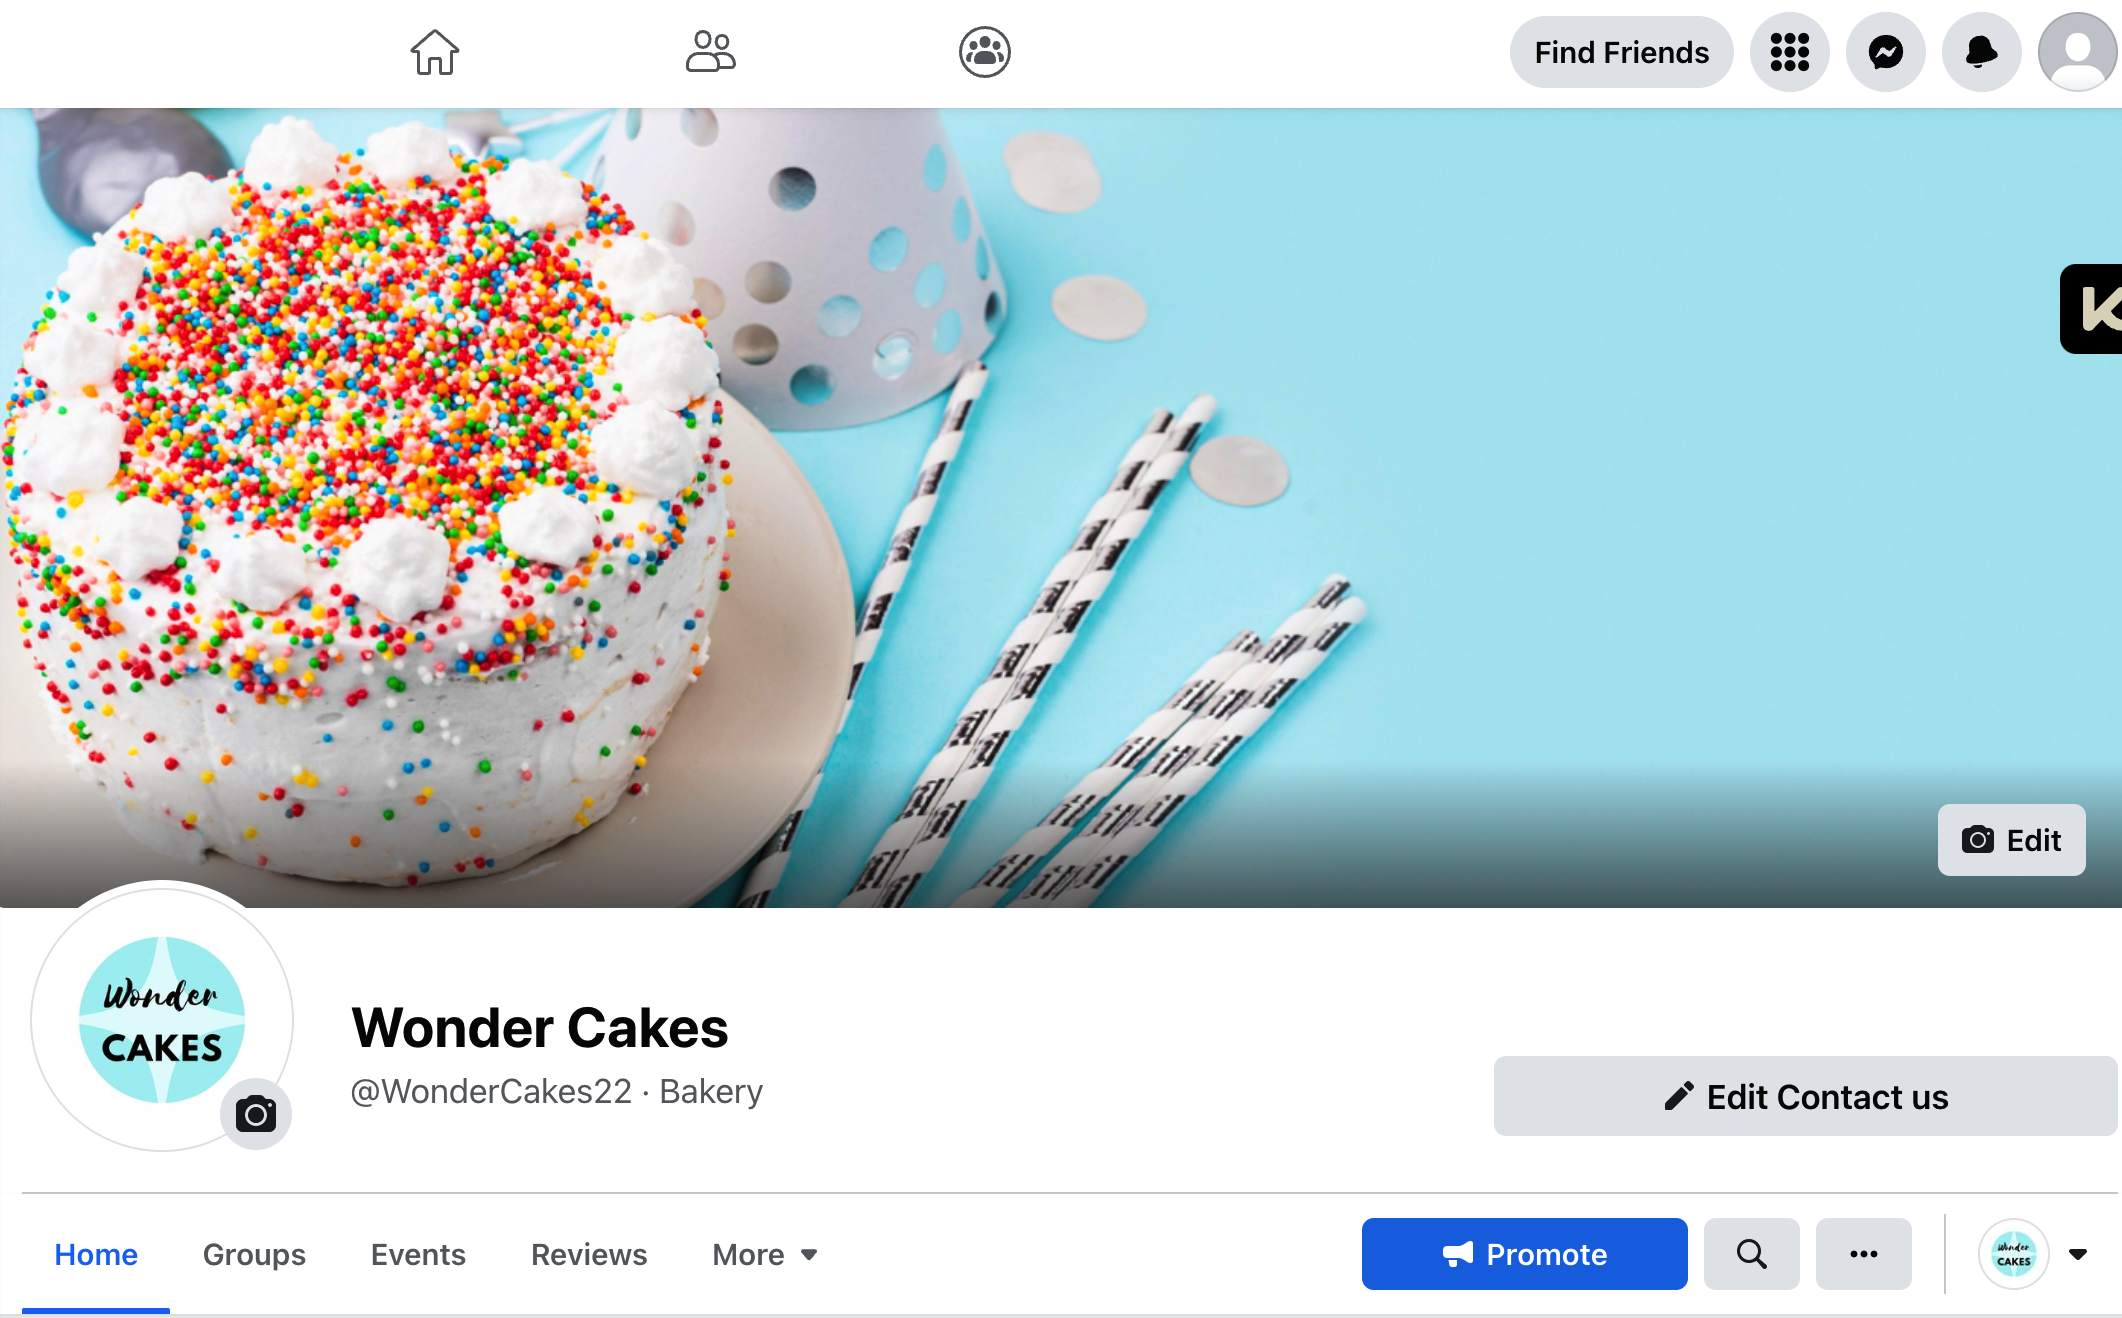 Find Friends
K
Edit
Wonder
CAKES
Wonder Cakes
@WonderCakes22 · Bakery
Edit Contact us
Home Groups Events Reviews More
Promote
Wonder
CAKES